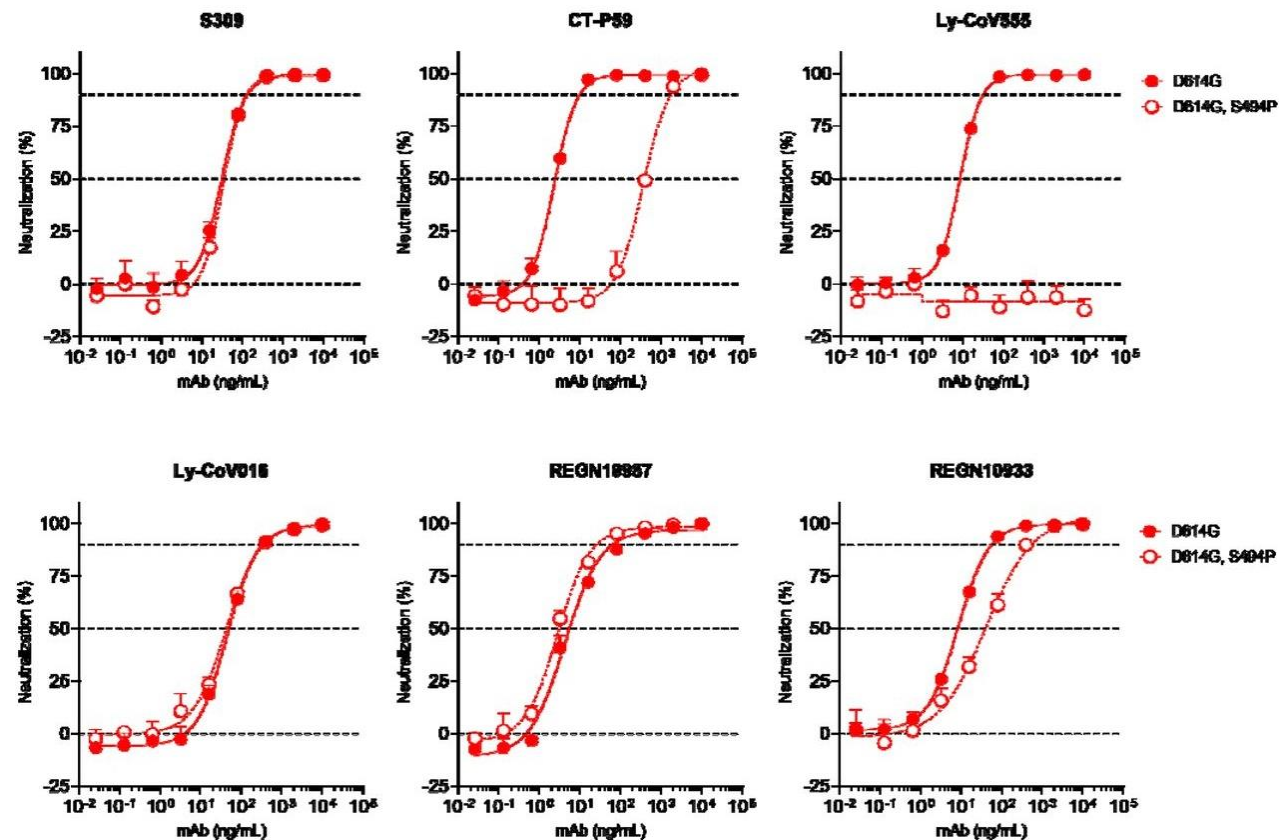 S309 CT-P59 Ly-CoV555
100 100 100
75 75 75
50 50 50
25 25 25
0 0 0
-25 -25 -25
Neutralization (%) Neutralization (%) Neutralization (%)
10-2 10-1 100 101 102 103 104 105 10-2 10-1 100 101 102 103 104 105 10-2 10-1 100 101 102 103 104 105
mAb (ng/mL) mAb (ng/mL) mAb (ng/mL)
D614G
D614G, S494P
Ly-CoV016 REGN10987 REGN10933
100 100 100
75 75 75
50 50 50
25 25 25
0 0 0
-25 -25 -25
Neutralization (%) Neutralization (%) Neutralization (%)
10-2 10-1 100 101 102 103 104 105 10-2 10-1 100 101 102 103 104 105 10-2 10-1 100 101 102 103 104 105
mAb (ng/mL) mAb (ng/mL) mAb (ng/mL)
D614G
D614G, S494P